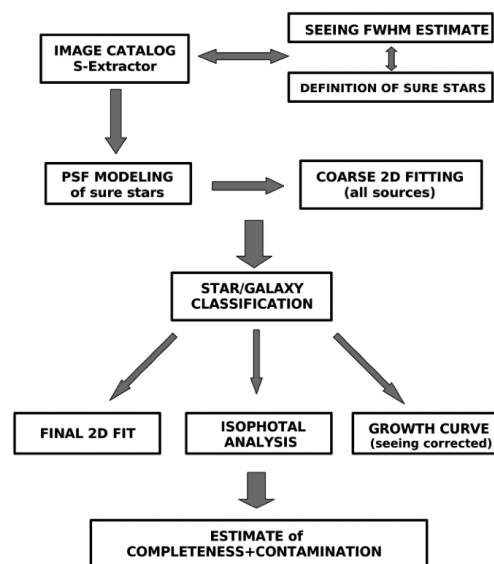 IMAGE CATALOG
S-Extractor
SEEING FWHM ESTIMATE
DEFINITION OF SURE STARS
PSF MODELING
of sure stars
COARSE 2D FITTING
(all sources)
STAR/GALAXY
CLASSIFICATION
FINAL 2D FIT
ISOPHOTAL
ANALYSIS
GROWTH CURVE
(seeing corrected)
ESTIMATE of
COMPLETENESS+CONTAMINATION